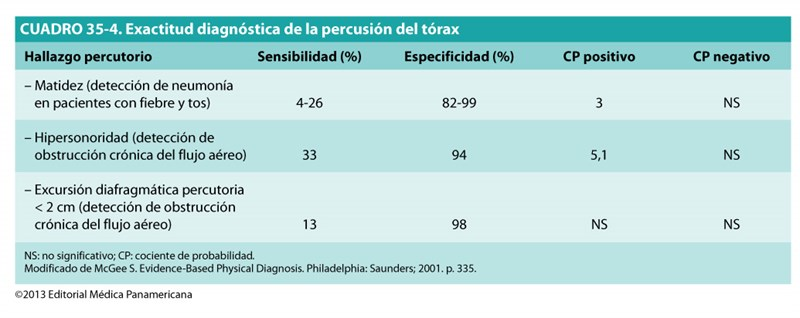 CUADRO 35-4. Exactitud diagnóstica de la percusión del tórax
Hallazgo percutorio Sensibilidad (%) Especificidad (%) CP positivo CP negativo
– Matidez (detección de neumonía
en pacientes con fiebre y tos) 4-26 82-99 3 NS
– Hipersonoridad (detección de
obstrucción crónica del flujo aéreo) 33 94 5,1 NS
– Excursión diafragmática percutoria
< 2 cm (detección de obstrucción
crónica del flujo aéreo) 13 98 NS NS
NS: no significativo; CP: cociente de probabilidad.
Modificado de McGee S. Evidence-Based Physical Diagnosis. Philadelphia: Saunders; 2001. p. 335.
©2013 Editorial Médica Panamericana